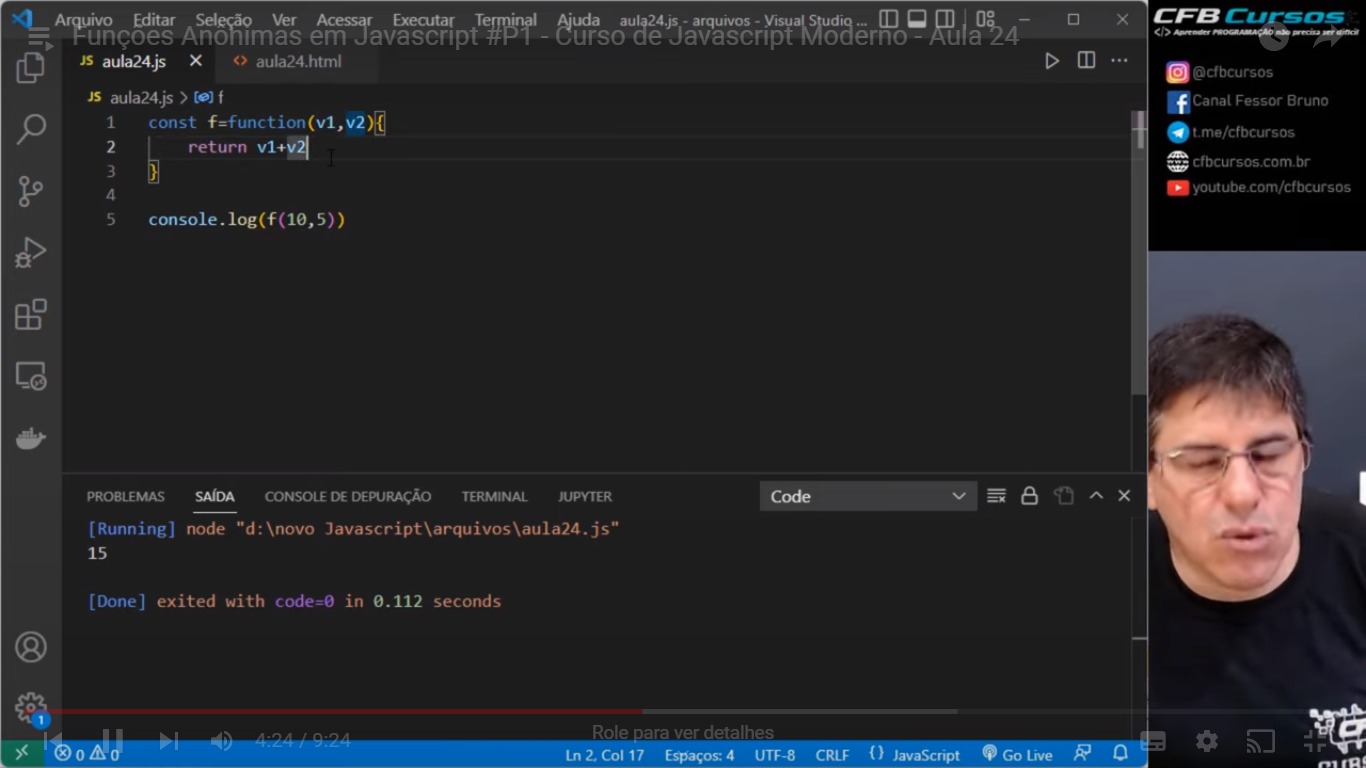 Arquivo Editar Seleção Ver Acessar Executar Terminal Ajuda aula24.js - arquivos - Visual Studio ...
Funções Anônimas em Javascript #P1 - Curso de Javascript Moderno - Aula 24
JS aula24.js aula24.html
JS aula24.js > f
1 const f=function(v1,v2){
2 return v1+v2
3 }
4
5 console.log(f(10,5))
PROBLEMAS SAÍDA CONSOLE DE DEPURAÇÃO TERMINAL JUPYTER Code
[Running] node "d:\novo Javascript\arquivos\aula24.js"
15
[Done] exited with code=0 in 0.112 seconds
1
Role para ver detalhes
4:24 / 9:24
0 0 Ln 2, Col 17 Espaços: 4 UTF-8 CRLF {} JavaScript Go Live
CFB Cursos
</> Aprender PROGRAMAÇÃO não precisa ser difícil
@cfbcursos
Canal Fessor Bruno
t.me/cfbcursos
cfbcursos.com.br
youtube.com/cfbcursos